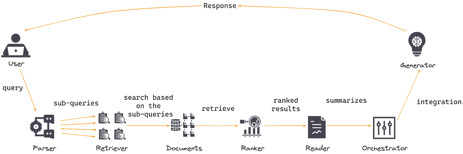 Response
User
Generator
query
sub-queries
search based
on the
sub-queries
retrieve
ranked
results
summarizes
integration
Parser
Retriever
Documents
Ranker
Reader
Orchestrator